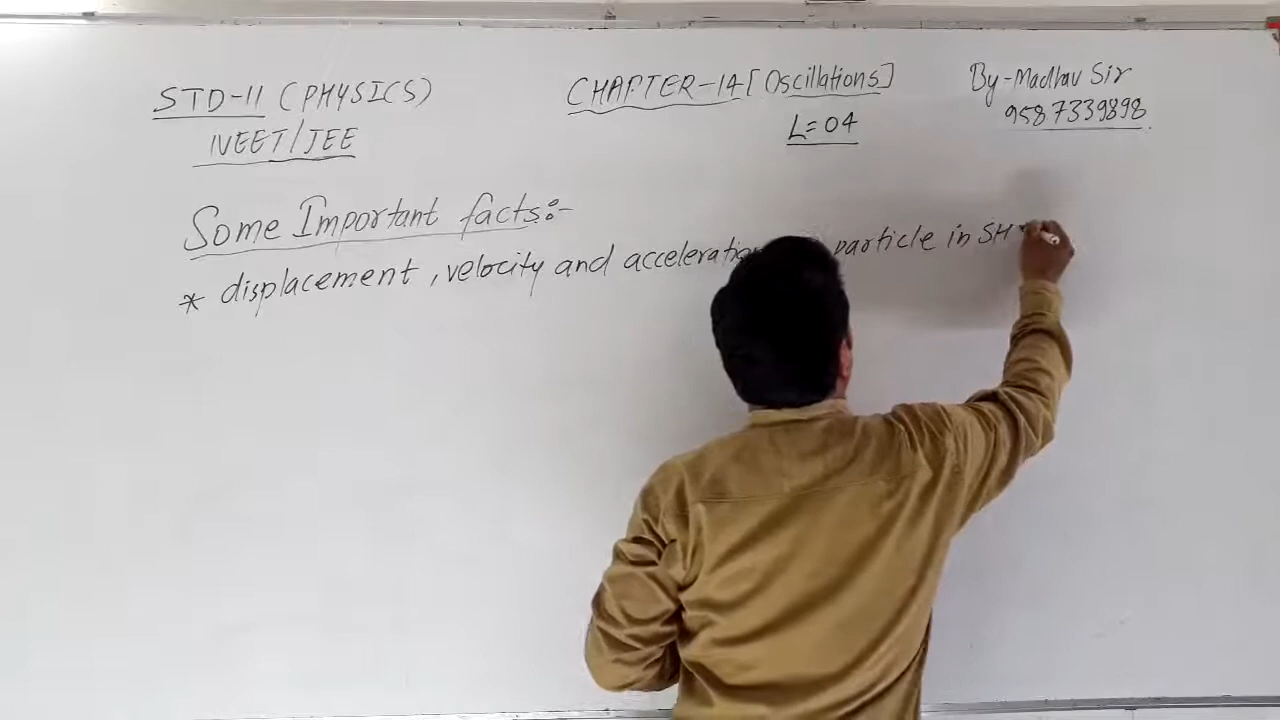 STD-11 (PHYSICS)
NEET/JEE
CHAPTER-14 [Oscillations]
L=04
By-Madhav Sir
9587339898
Some Important facts:-
* displacement, velocity and acceleration particle in SH